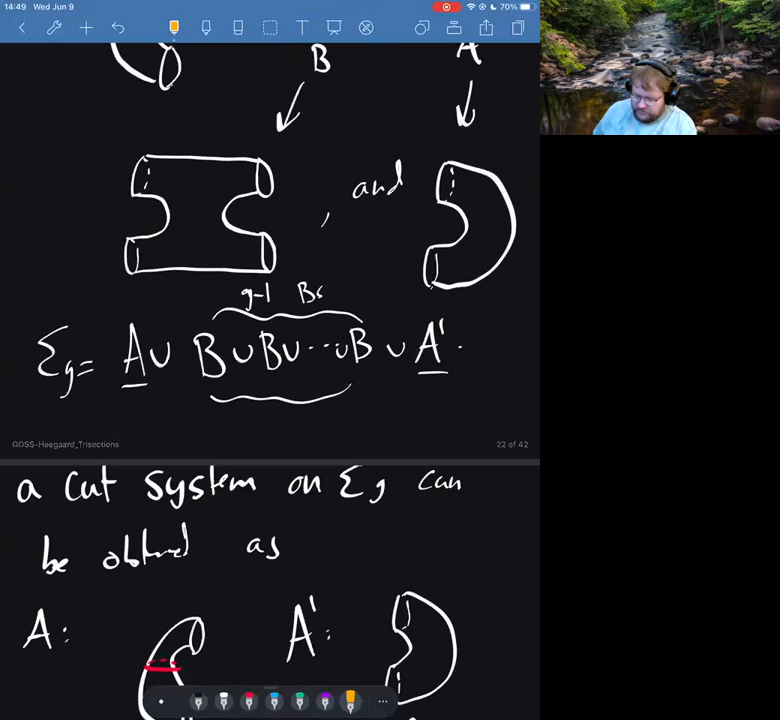 14:49 Wed Jun 9
70%
B
A
, and
g-1 Bs
Σg= A ∪ B ∪ B ∪ ··· ∪ B ∪ A'.
GOSS-Heegaard_Trisections
22 of 42
a cut system on Σg can
be obtained as
A:
A':